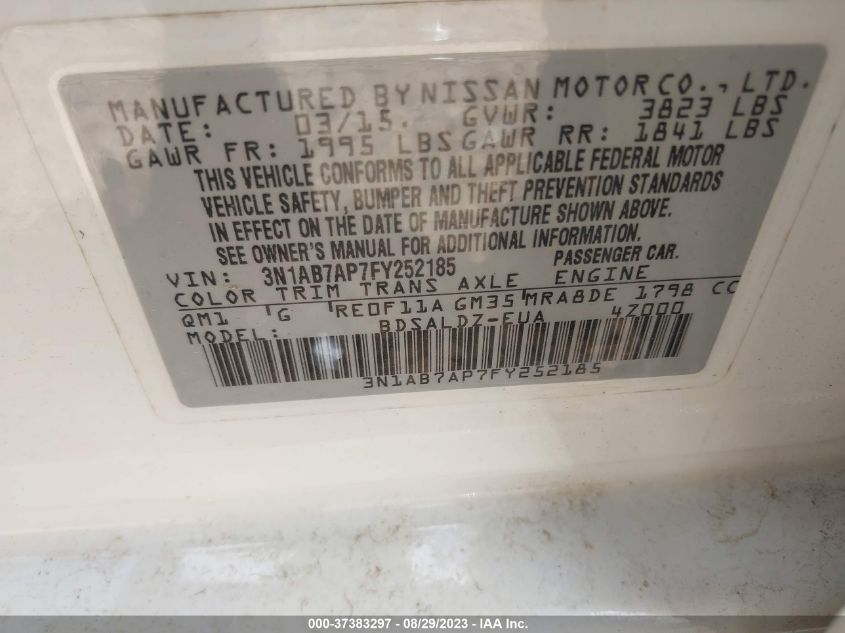 MANUFACTURED BY NISSAN MOTOR CO., LTD.
DATE: 03/15. GVWR: 3823 LBS
GAWR FR: 1995 LBS GAWR RR: 1841 LBS
THIS VEHICLE CONFORMS TO ALL APPLICABLE FEDERAL MOTOR
VEHICLE SAFETY, BUMPER AND THEFT PREVENTION STANDARDS
IN EFFECT ON THE DATE OF MANUFACTURE SHOWN ABOVE.
SEE OWNER'S MANUAL FOR ADDITIONAL INFORMATION.
VIN: 3N1AB7AP7FY252185 PASSENGER CAR.
COLOR TRIM TRANS AXLE ENGINE
QM1 G RE0F11A GM35 MRA8DE 1798 CC
MODEL: BDSALDZ-EUA 4Z000
3N1AB7AP7FY252185
000-37383297 - 08/29/2023 - IAA Inc.